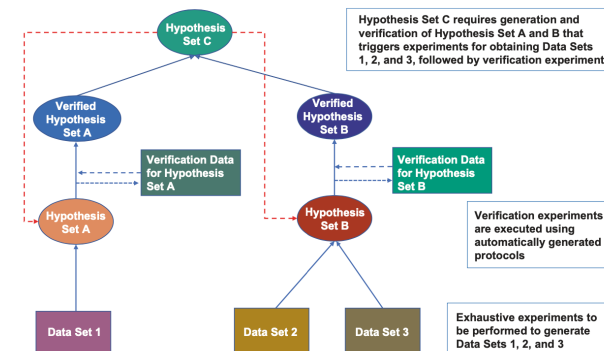 Hypothesis
Set C
Hypothesis Set C requires generation and
verification of Hypothesis Set A and B that
triggers experiments for obtaining Data Sets
1, 2, and 3, followed by verification experiment
Verified
Hypothesis
Set A
Verified
Hypothesis
Set B
Verification Data
for Hypothesis
Set A
Verification Data
for Hypothesis
Set B
Hypothesis
Set A
Hypothesis
Set B
Verification experiments
are executed using
automatically generated
protocols
Data Set 1
Data Set 2
Data Set 3
Exhaustive experiments to
be performed to generate
Data Sets 1, 2, and 3